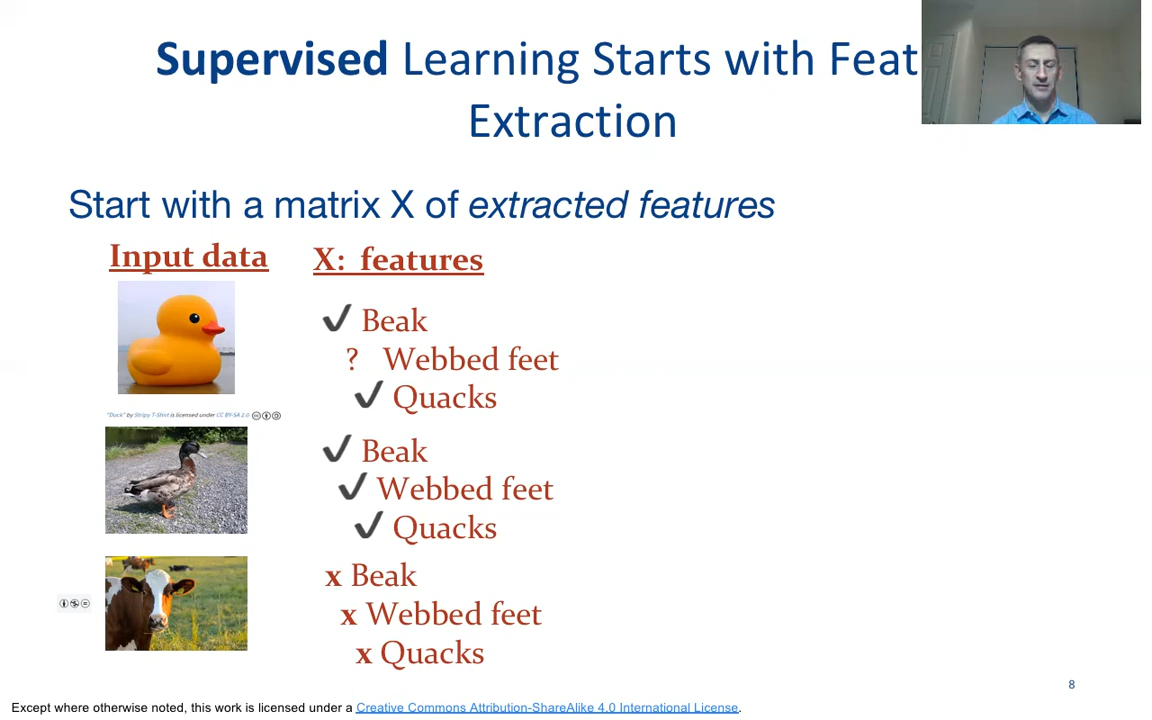 Supervised Learning Starts with Feat
Extraction
Start with a matrix X of extracted features
Input data
X: features
✔ Beak
? Webbed feet
✔ Quacks
"Duck" by Stripy T-Shirt is licensed under CC BY-SA 2.0
✔ Beak
✔ Webbed feet
✔ Quacks
x Beak
x Webbed feet
x Quacks
8
Except where otherwise noted, this work is licensed under a Creative Commons Attribution-ShareAlike 4.0 International License.